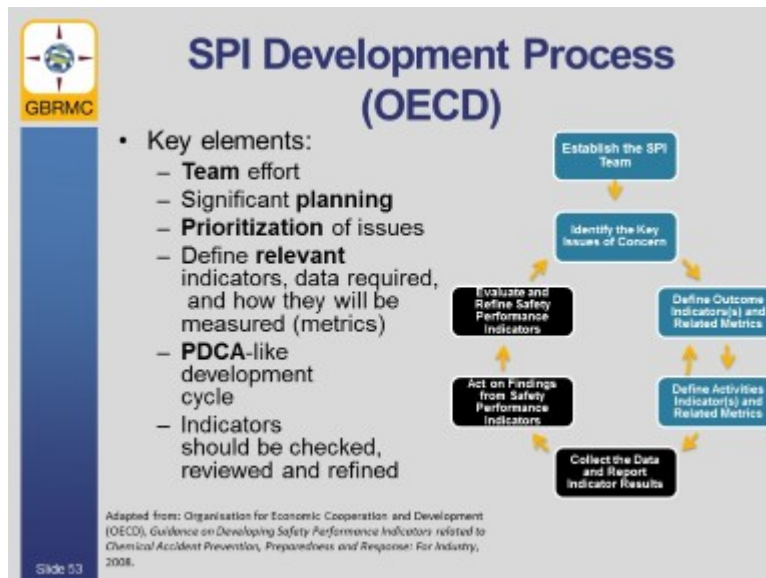 GBRMC
SPI Development Process
(OECD)
• Key elements:
– Team effort
– Significant planning
– Prioritization of issues
– Define relevant
indicators, data required,
and how they will be
measured (metrics)
– PDCA-like
development
cycle
– Indicators
should be checked,
reviewed and refined
Establish the SPI
Team
Identify the Key
Issues of Concern
Define Outcome
Indicators(s) and
Related Metrics
Define Activities
Indicator(s) and
Related Metrics
Collect the Data
and Report
Indicator Results
Act on Findings
from Safety
Performance
Indicators
Evaluate and
Refine Safety
Performance
Indicators
Adapted from: Organisation for Economic Cooperation and Development
(OECD), Guidance on Developing Safety Performance Indicators related to
Chemical Accident Prevention, Preparedness and Response: For Industry,
2008.
Slide 53